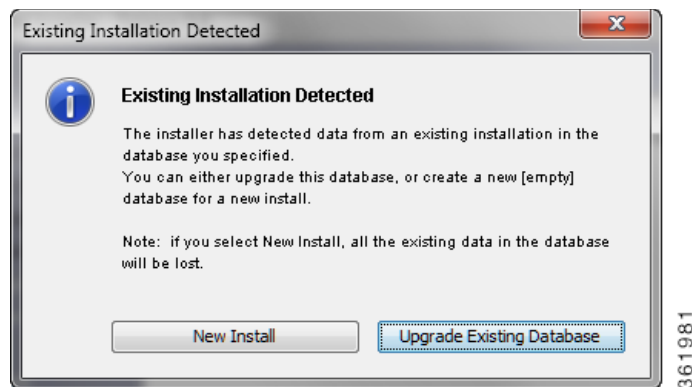 Existing Installation Detected
Existing Installation Detected
The installer has detected data from an existing installation in the
database you specified.
You can either upgrade this database, or create a new [empty]
database for a new install.
Note: if you select New Install, all the existing data in the database
will be lost.
New Install
Upgrade Existing Database
361981